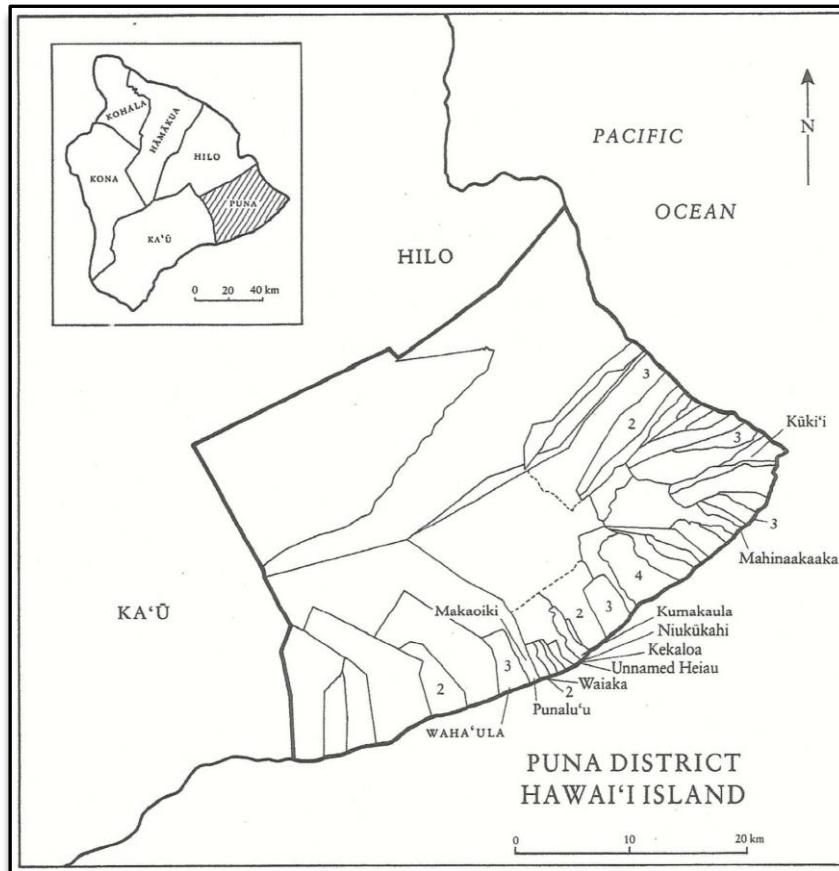 KOHALA
HĀMĀKUA
HILO
KONA
PUNA
KA'Ū
0 20 40 km
PACIFIC
OCEAN
N
HILO
3
2
3
Kūki'i
3
Mahinaakaaka
4
KA'Ū
Makaoiki
2
3
Kumakaula
Niukūkahi
Kekaloa
Unnamed Heiau
2
3
Waiaka
2
Punalu'u
WAHA'ULA
PUNA DISTRICT
HAWAI'I ISLAND
0 10 20 km